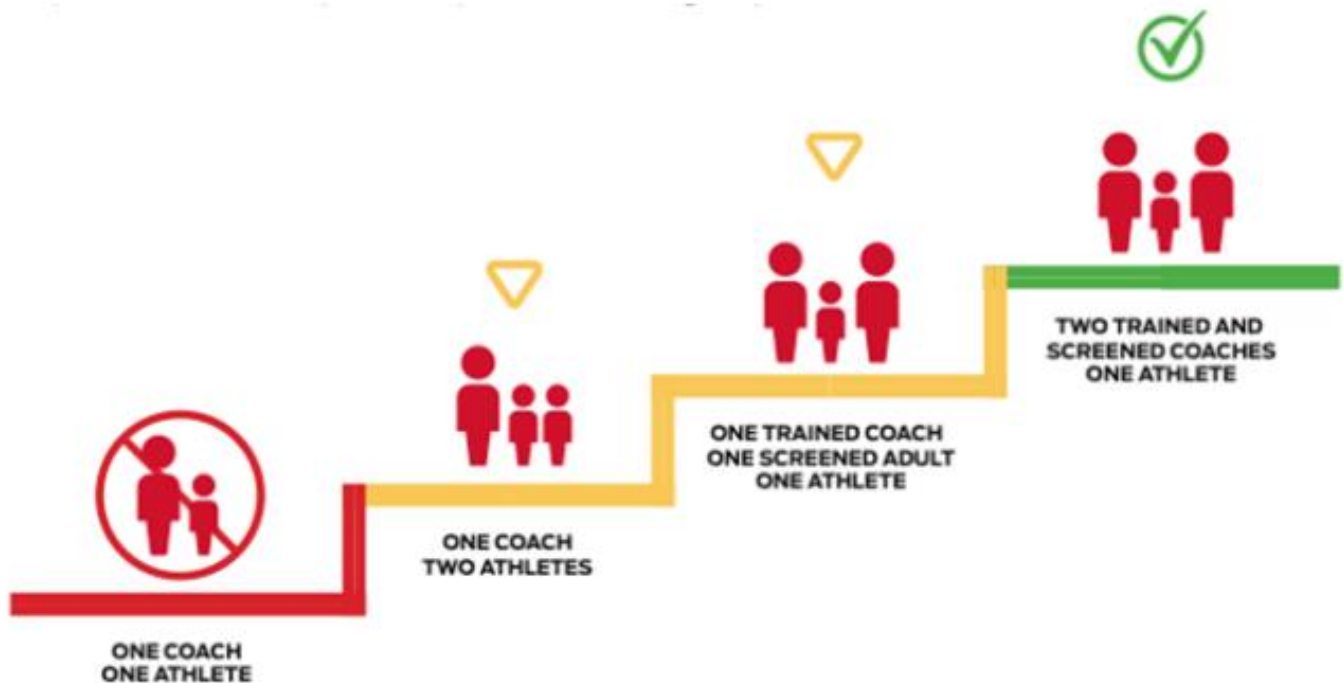 ONE COACH
ONE ATHLETE
ONE COACH
TWO ATHLETES
ONE TRAINED COACH
ONE SCREENED ADULT
ONE ATHLETE
TWO TRAINED AND
SCREENED COACHES
ONE ATHLETE